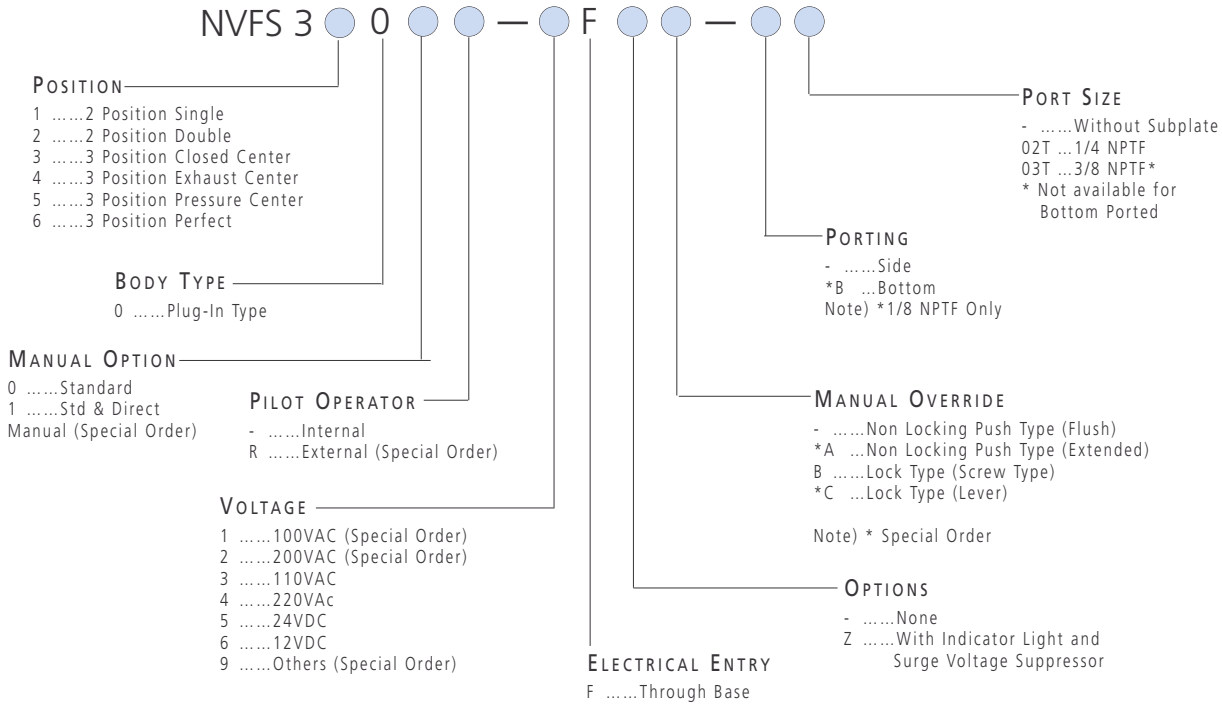 NVFS 3 0 — F —
POSITION
1 ......2 Position Single
2 ......2 Position Double
3 ......3 Position Closed Center
4 ......3 Position Exhaust Center
5 ......3 Position Pressure Center
6 ......3 Position Perfect
BODY TYPE
0 ......Plug-In Type
MANUAL OPTION
0 ......Standard
1 ......Std & Direct
Manual (Special Order)
PILOT OPERATOR
- ......Internal
R ......External (Special Order)
VOLTAGE
1 ......100VAC (Special Order)
2 ......200VAC (Special Order)
3 ......110VAC
4 ......220VAc
5 ......24VDC
6 ......12VDC
9 ......Others (Special Order)
ELECTRICAL ENTRY
F ......Through Base
OPTIONS
- ......None
Z ......With Indicator Light and
Surge Voltage Suppressor
MANUAL OVERRIDE
- ......Non Locking Push Type (Flush)
*A ...Non Locking Push Type (Extended)
B ......Lock Type (Screw Type)
*C ...Lock Type (Lever)
Note) * Special Order
PORTING
- ......Side
*B ...Bottom
Note) *1/8 NPTF Only
PORT SIZE
- ......Without Subplate
02T ...1/4 NPTF
03T ...3/8 NPTF*
* Not available for
Bottom Ported